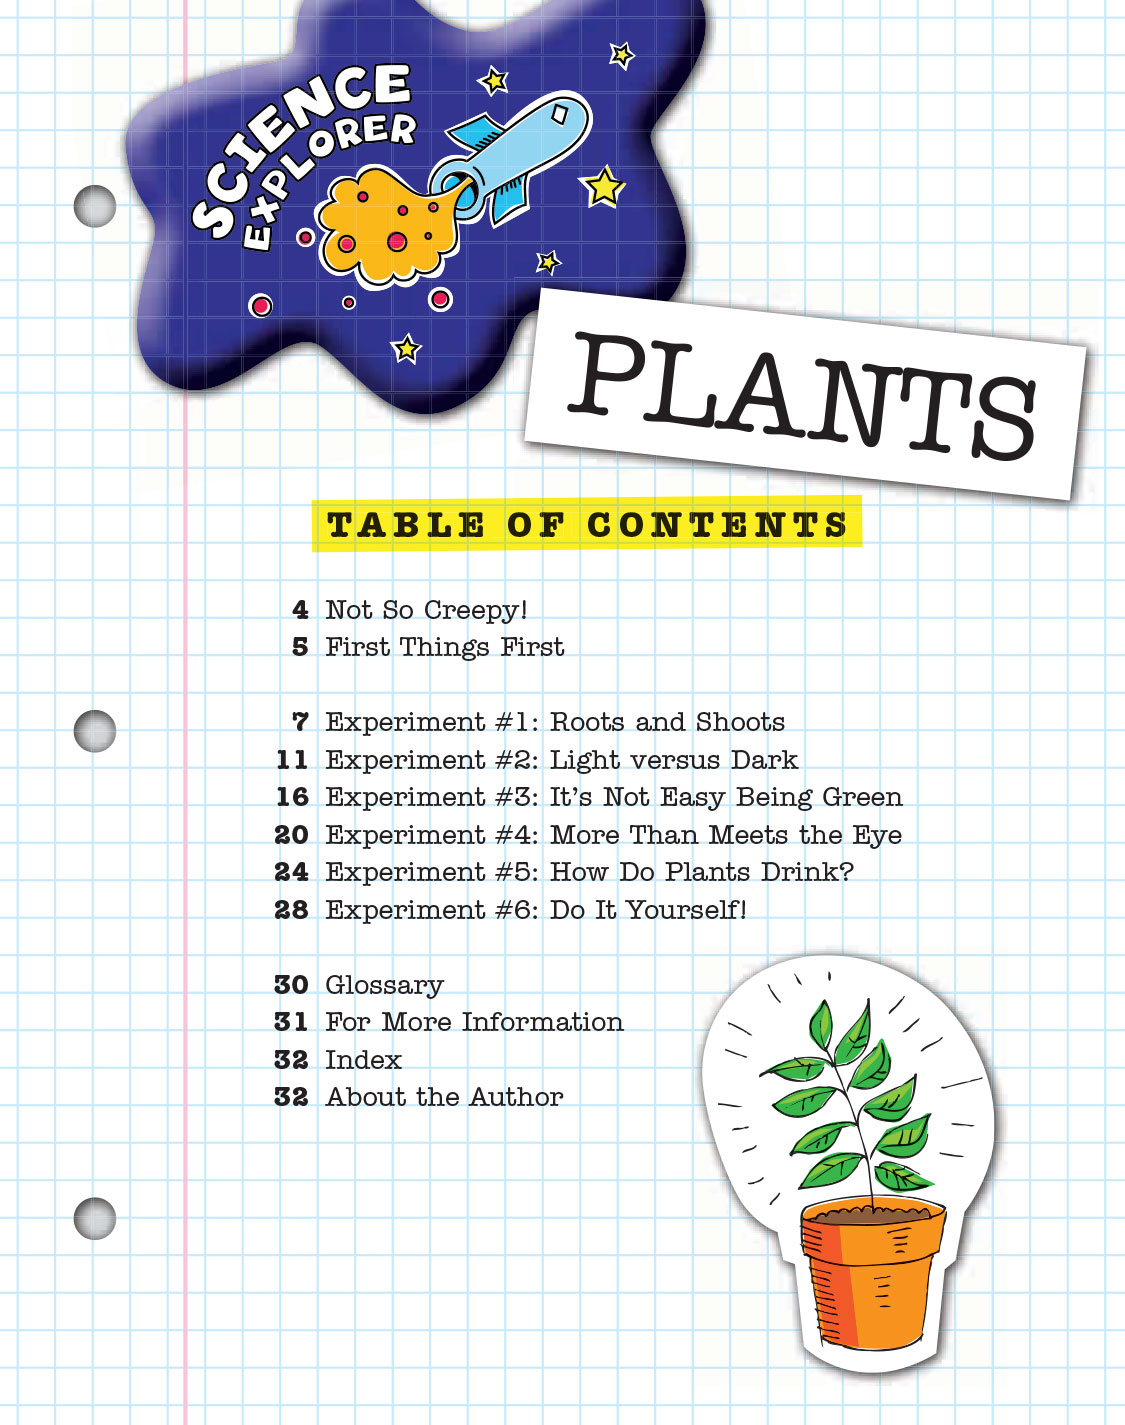 SCIENCE
EXPLORER
PLANTS
TABLE OF CONTENTS
4 Not So Creepy!
5 First Things First
7 Experiment #1: Roots and Shoots
11 Experiment #2: Light versus Dark
16 Experiment #3: It's Not Easy Being Green
20 Experiment #4: More Than Meets the Eye
24 Experiment #5: How Do Plants Drink?
28 Experiment #6: Do It Yourself!
30 Glossary
31 For More Information
32 Index
32 About the Author